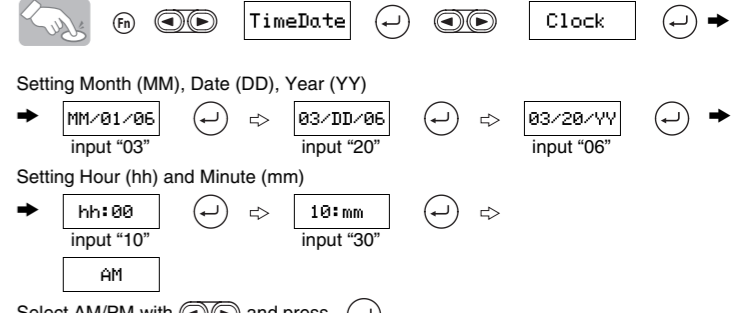 Fn TimeDate Clock
Setting Month (MM), Date (DD), Year (YY)
MM/01/06 03/DD/06 03/20/YY
input “03” input “20” input “06”
Setting Hour (hh) and Minute (mm)
hh:00 10:mm
input “10” input “30”
AM
Select AM/PM with and press